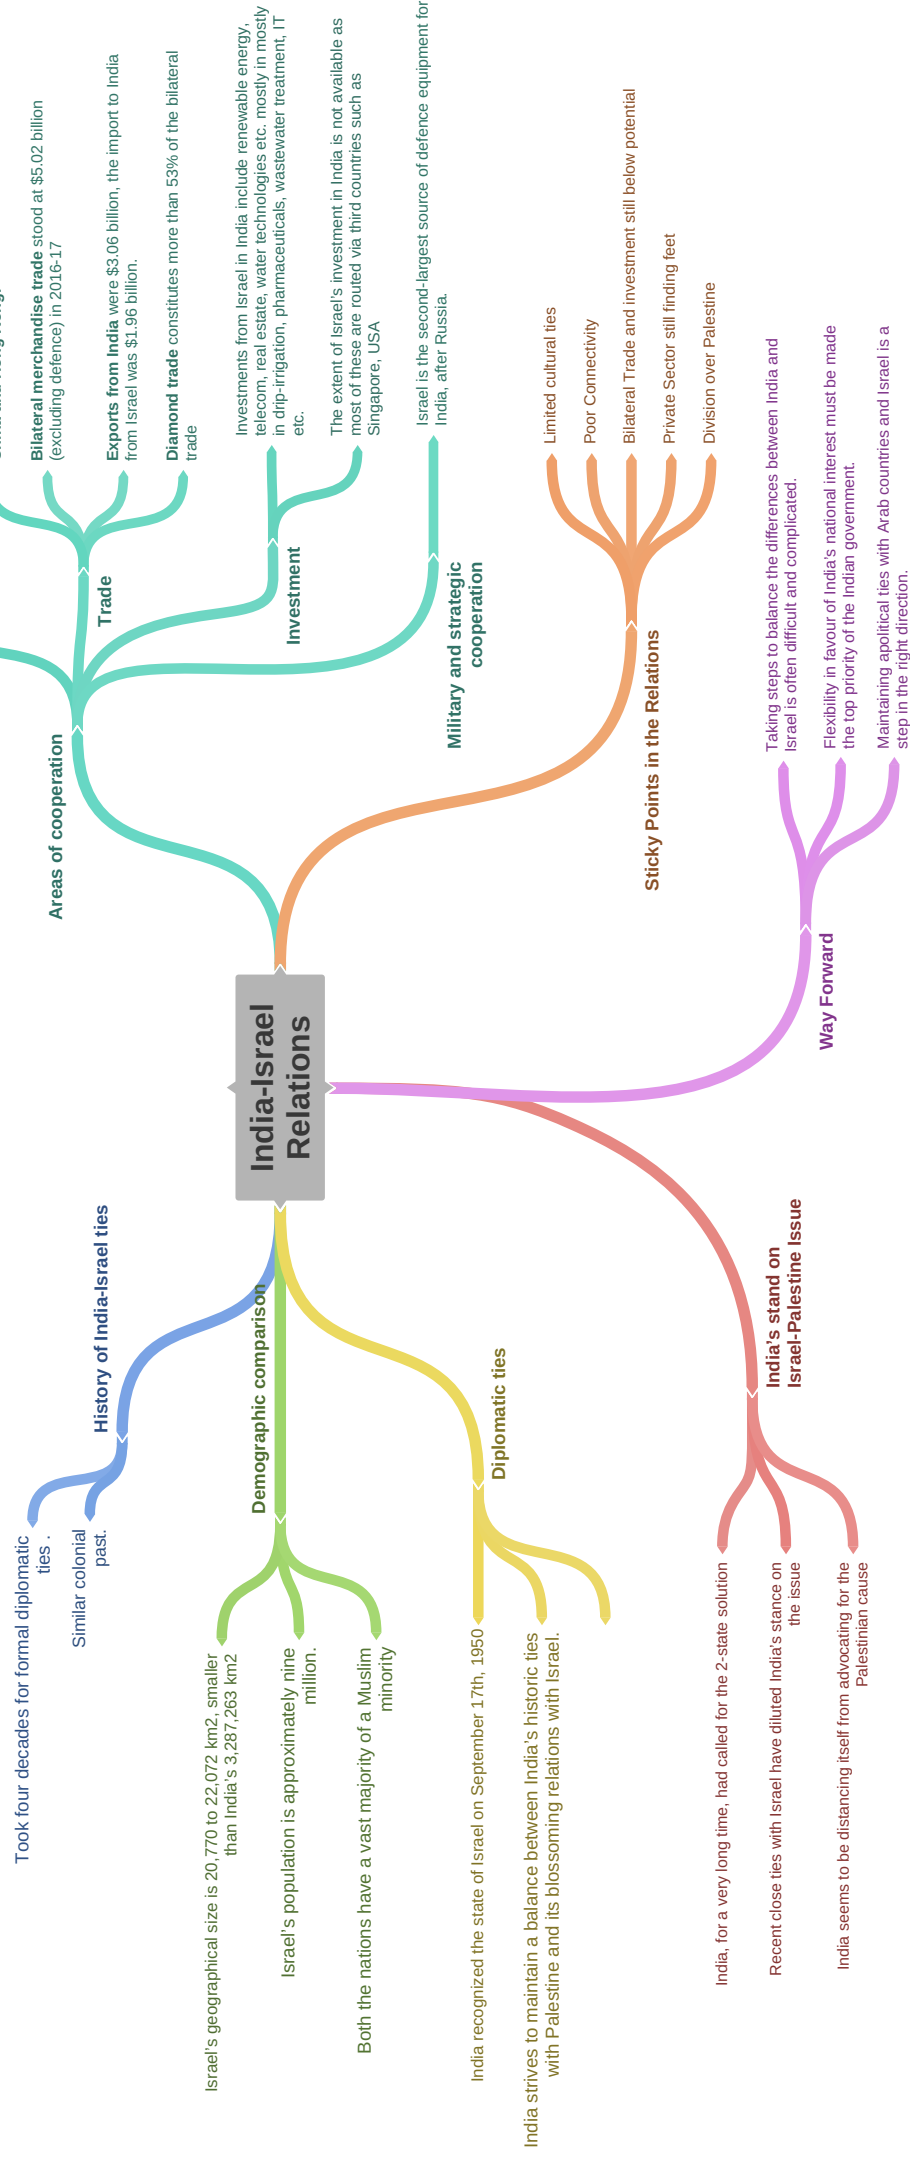 India-Israel
Relations
History of India-Israel ties
Took four decades for formal diplomatic
ties .
Similar colonial
past.
Demographic comparison
Israel's geographical size is 20,770 to 22,072 km2, smaller
than India's 3,287,263 km2
Israel's population is approximately nine
million.
Both the nations have a vast majority of a Muslim
minority
Diplomatic ties
India recognized the state of Israel on September 17th, 1950
India strives to maintain a balance between India's historic ties
with Palestine and its blossoming relations with Israel.
India's stand on
Israel-Palestine Issue
India, for a very long time, had called for the 2-state solution
Recent close ties with Israel have diluted India's stance on
the issue
India seems to be distancing itself from advocating for the
Palestinian cause
Areas of cooperation
Trade
Bilateral merchandise trade stood at $5.02 billion
(excluding defence) in 2016-17
Exports from India were $3.06 billion, the import to India
from Israel was $1.96 billion.
Diamond trade constitutes more than 53% of the bilateral
trade
Investment
Investments from Israel in India include renewable energy,
telecom, real estate, water technologies etc. mostly in mostly
in drip-irrigation, pharmaceuticals, wastewater treatment, IT
etc.
The extent of Israel's investment in India is not available as
most of these are routed via third countries such as
Singapore, USA
Military and strategic
cooperation
Israel is the second-largest source of defence equipment for
India, after Russia.
Sticky Points in the Relations
Limited cultural ties
Poor Connectivity
Bilateral Trade and investment still below potential
Private Sector still finding feet
Division over Palestine
Way Forward
Taking steps to balance the differences between India and
Israel is often difficult and complicated.
Flexibility in favour of India's national interest must be made
the top priority of the Indian government.
Maintaining apolitical ties with Arab countries and Israel is a
step in the right direction.